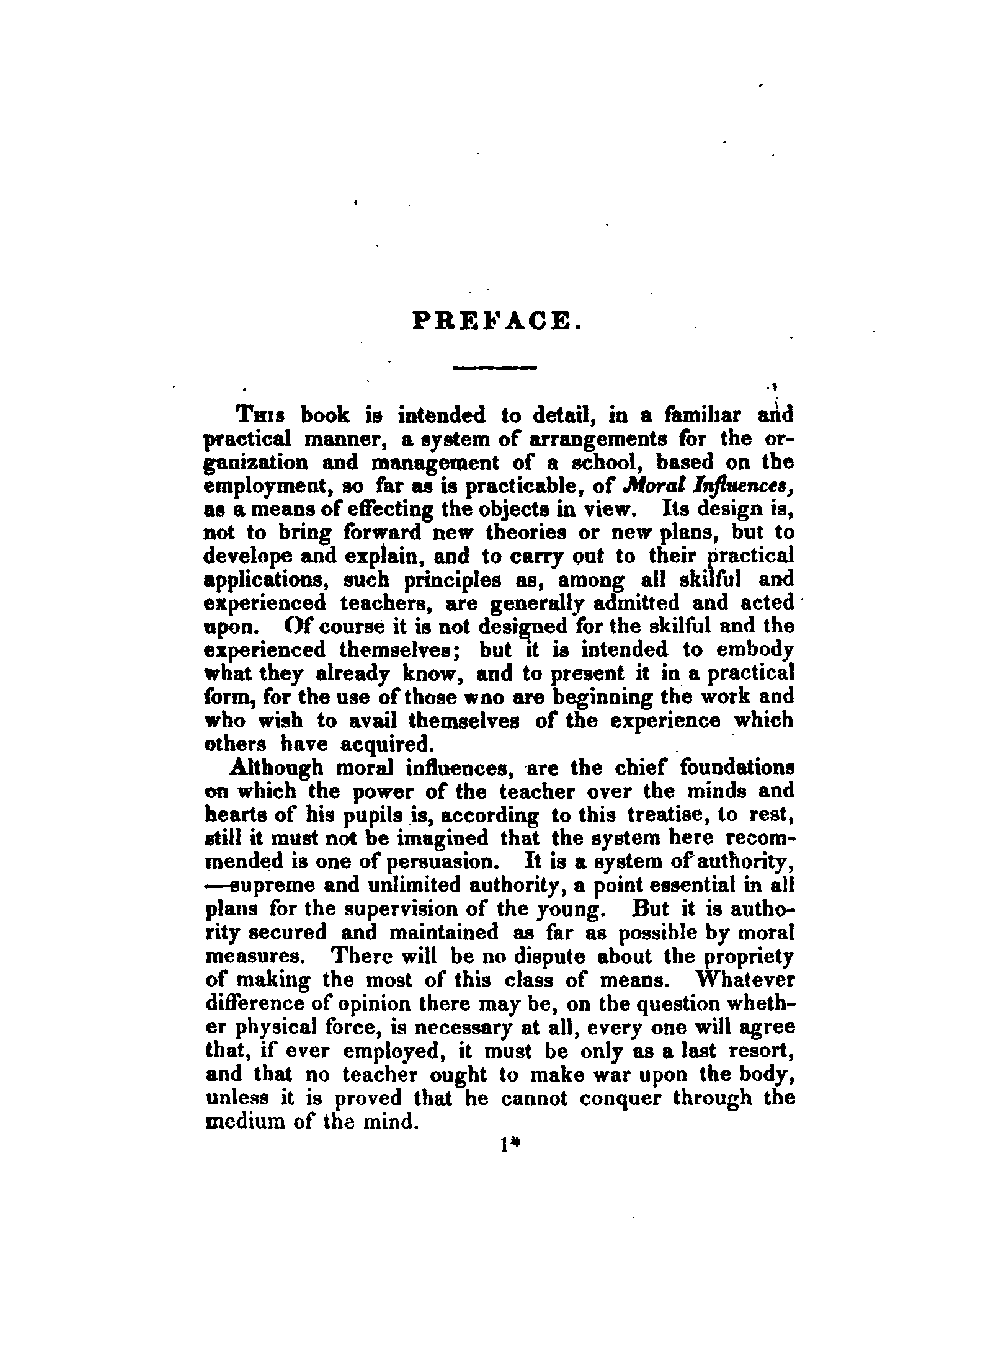 PREFACE.
THIS book is intended to detail, in a familiar and
practical manner, a system of arrangements for the or-
ganization and management of a school, based on the
employment, so far as is practicable, of Moral Influences,
as a means of effecting the objects in view. Its design is,
not to bring forward new theories or new plans, but to
develope and explain, and to carry out to their practical
applications, such principles as, among all skilful and
experienced teachers, are generally admitted and acted
upon. Of course it is not designed for the skilful and the
experienced themselves; but it is intended to embody
what they already know, and to present it in a practical
form, for the use of those wno are beginning the work and
who wish to avail themselves of the experience which
others have acquired.
Although moral influences, are the chief foundations
on which the power of the teacher over the minds and
hearts of his pupils is, according to this treatise, to rest,
still it must not be imagined that the system here recom-
mended is one of persuasion. It is a system of authority,
—supreme and unlimited authority, a point essential in all
plans for the supervision of the young. But it is autho-
rity secured and maintained as far as possible by moral
measures. There will be no dispute about the propriety
of making the most of this class of means. Whatever
difference of opinion there may be, on the question wheth-
er physical force, is necessary at all, every one will agree
that, if ever employed, it must be only as a last resort,
and that no teacher ought to make war upon the body,
unless it is proved that he cannot conquer through the
medium of the mind.
1*